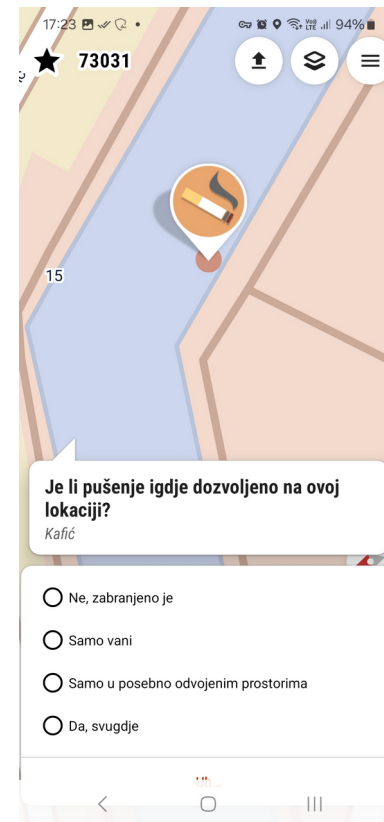 17:23
94%
73031
15
Je li pušenje igdje dozvoljeno na ovoj
lokaciji?
Kafić
Ne, zabranjeno je
Samo vani
Samo u posebno odvojenim prostorima
Da, svugdje
Uh...